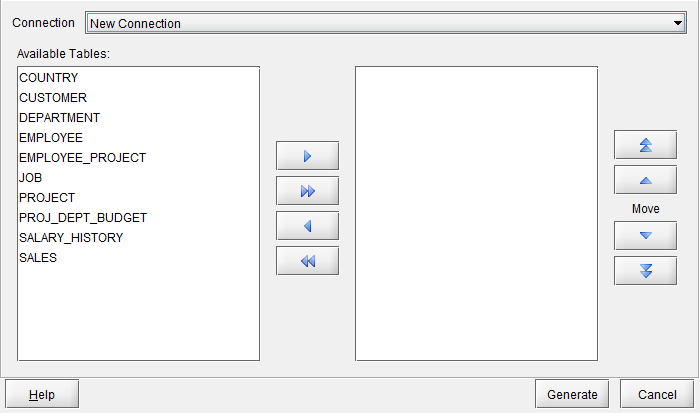 Connection New Connection
Available Tables:
COUNTRY
CUSTOMER
DEPARTMENT
EMPLOYEE
EMPLOYEE_PROJECT
JOB
PROJECT
PROJ_DEPT_BUDGET
SALARY_HISTORY
SALES
Move
Help Generate Cancel